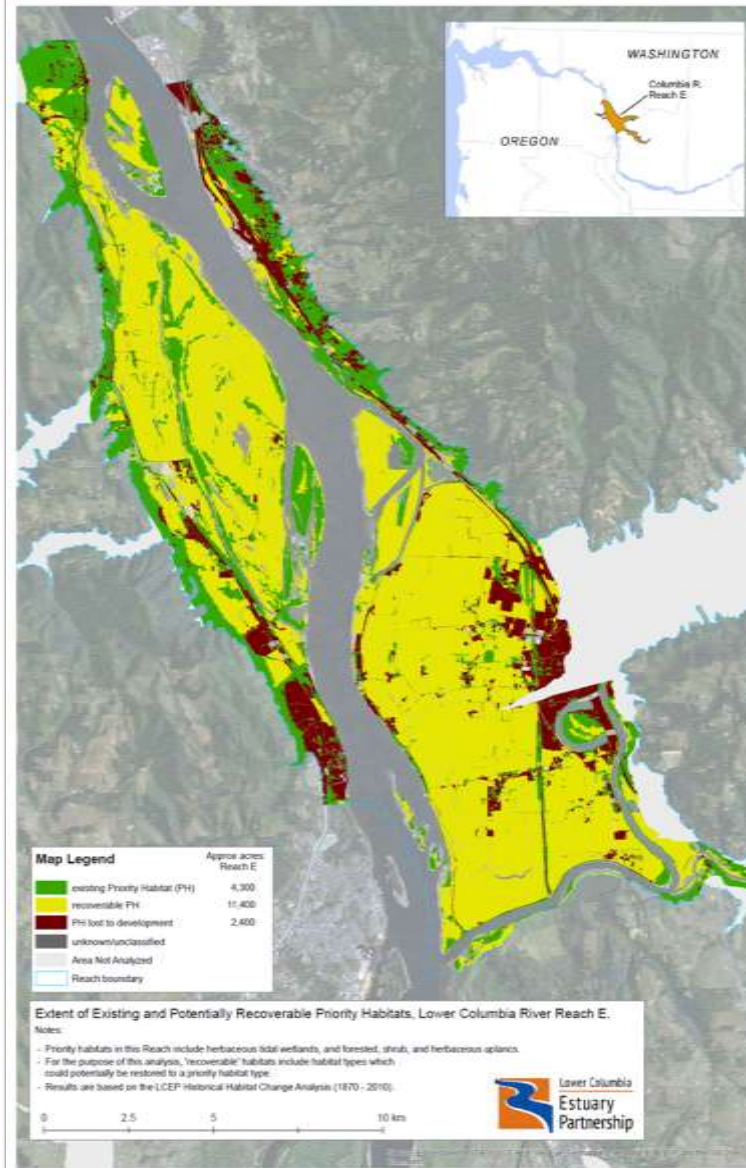 WASHINGTON
Columbia R.
Reach E
OREGON
Map Legend
Approx acres
Reach E
existing Priority Habitat (PH) 4,300
recoverable PH 11,400
PH lost to development 2,400
unknown/unclassified
Area Not Analyzed
Reach boundary
Extent of Existing and Potentially Recoverable Priority Habitats, Lower Columbia River Reach E.
Notes:
- Priority habitats in this Reach include herbaceous tidal wetlands, and forested, shrub, and herbaceous uplands.
- For the purpose of this analysis, "recoverable" habitats include habitat types which
could potentially be restored to a priority habitat type.
- Results are based on the LCEP Historical Habitat Change Analysis (1870 - 2010).
0 2.5 5 10 km
Lower Columbia
Estuary
Partnership